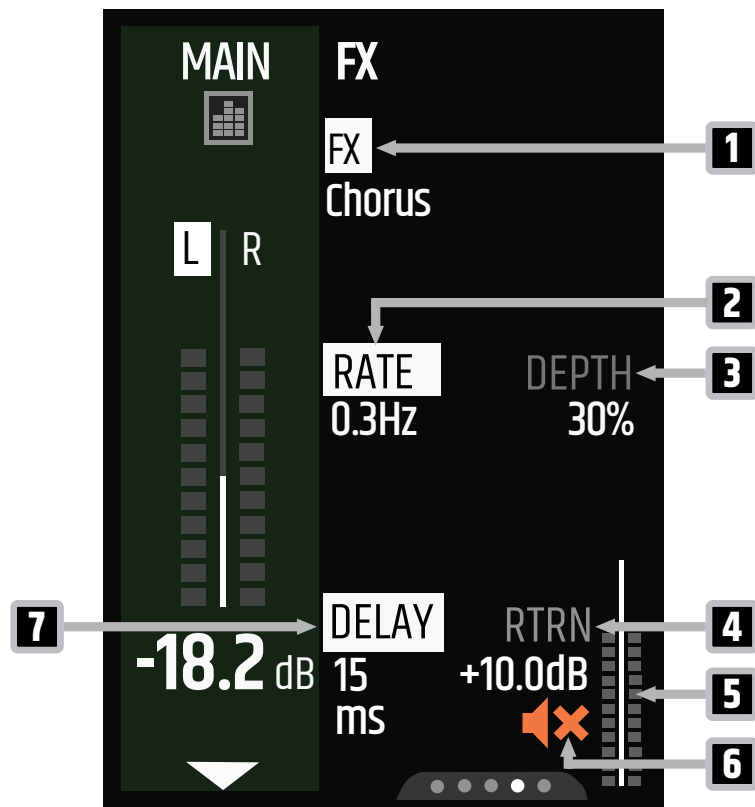 MAIN
FX
FX
Chorus
1
L R
2
RATE
0.3Hz
DEPTH
30%
3
7
DELAY
15
ms
RTRN
+10.0dB
4
-18.2 dB
5
6